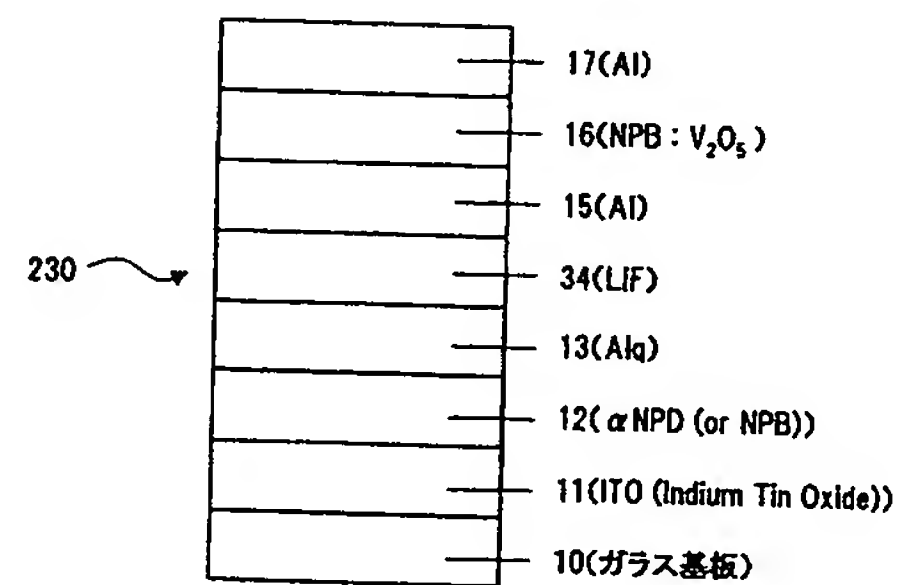 17(Al)
16(NPB : V₂O₅ )
15(Al)
34(LiF)
230
13(Alq)
12( αNPD (or NPB))
11(ITO (Indium Tin Oxide))
10(ガラス基板)